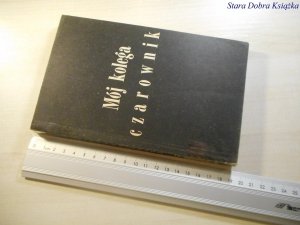 Stara Dobra Książka
Mój kolega
czarownik